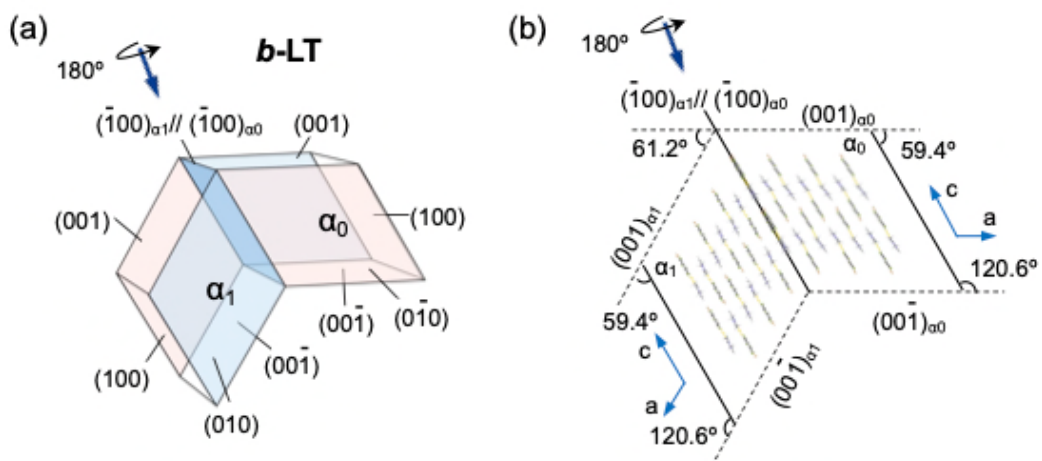 (a)
b-LT
180º
(1̄00)α1// (1̄00)α0
(001)
(001)
α0
(100)
α1
(001̄)
(01̄0)
(100)
(001̄)
(010)
(b)
180º
(1̄00)α1// (1̄00)α0
(001)α0
61.2º
α0
59.4º
c
a
(001)α1
α1
120.6º
(001̄)α0
59.4º
c
a
(001̄)α1
120.6º